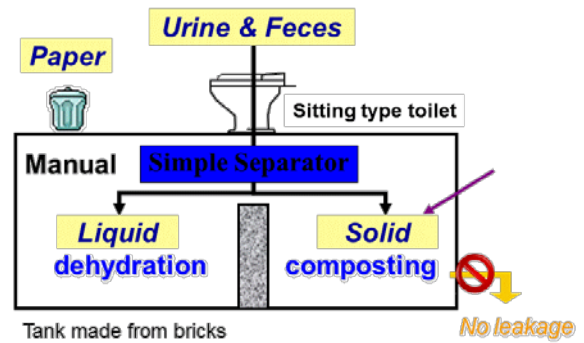 Urine & Feces
Paper
Sitting type toilet
Manual
Simple Separator
Liquid
Solid
dehydration
composting
Tank made from bricks
No leakage